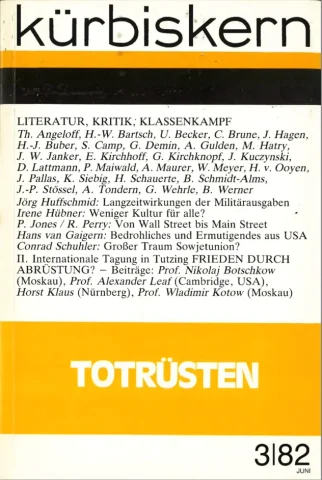 kürbiskern
LITERATUR, KRITIK, KLASSENKAMPF
Th. Angeloff, H.-W. Bartsch, U. Becker, C. Brune, J. Hagen,
H.-J. Buber, S. Camp, G. Demin, A. Gulden, M. Hatry,
J. W. Janker, E. Kirchhoff, G. Kirchknopf, J. Kuczynski,
D. Lattmann, P. Maiwald, A. Maurer, W. Meyer, H. v. Ooyen,
J. Pallas, K. Siebig, H. Schauerte, B. Schmidt-Alms,
J.-P. Stössel, A. Tondern, G. Wehrle, B. Werner
Jörg Huffschmid: Langzeitwirkungen der Militärausgaben
Irene Hübner: Weniger Kultur für alle?
P. Jones / R. Perry: Von Wall Street bis Main Street
Hans van Gaigern: Bedrohliches und Ermutigendes aus USA
Conrad Schuhler: Großer Traum Sowjetunion?
II. Internationale Tagung in Tutzing FRIEDEN DURCH
ABRÜSTUNG? – Beiträge: Prof. Nikolaj Botschkow
(Moskau), Prof. Alexander Leaf (Cambridge, USA),
Horst Klaus (Nürnberg), Prof. Wladimir Kotow (Moskau)
TOTRÜSTEN
3|82
JUNI